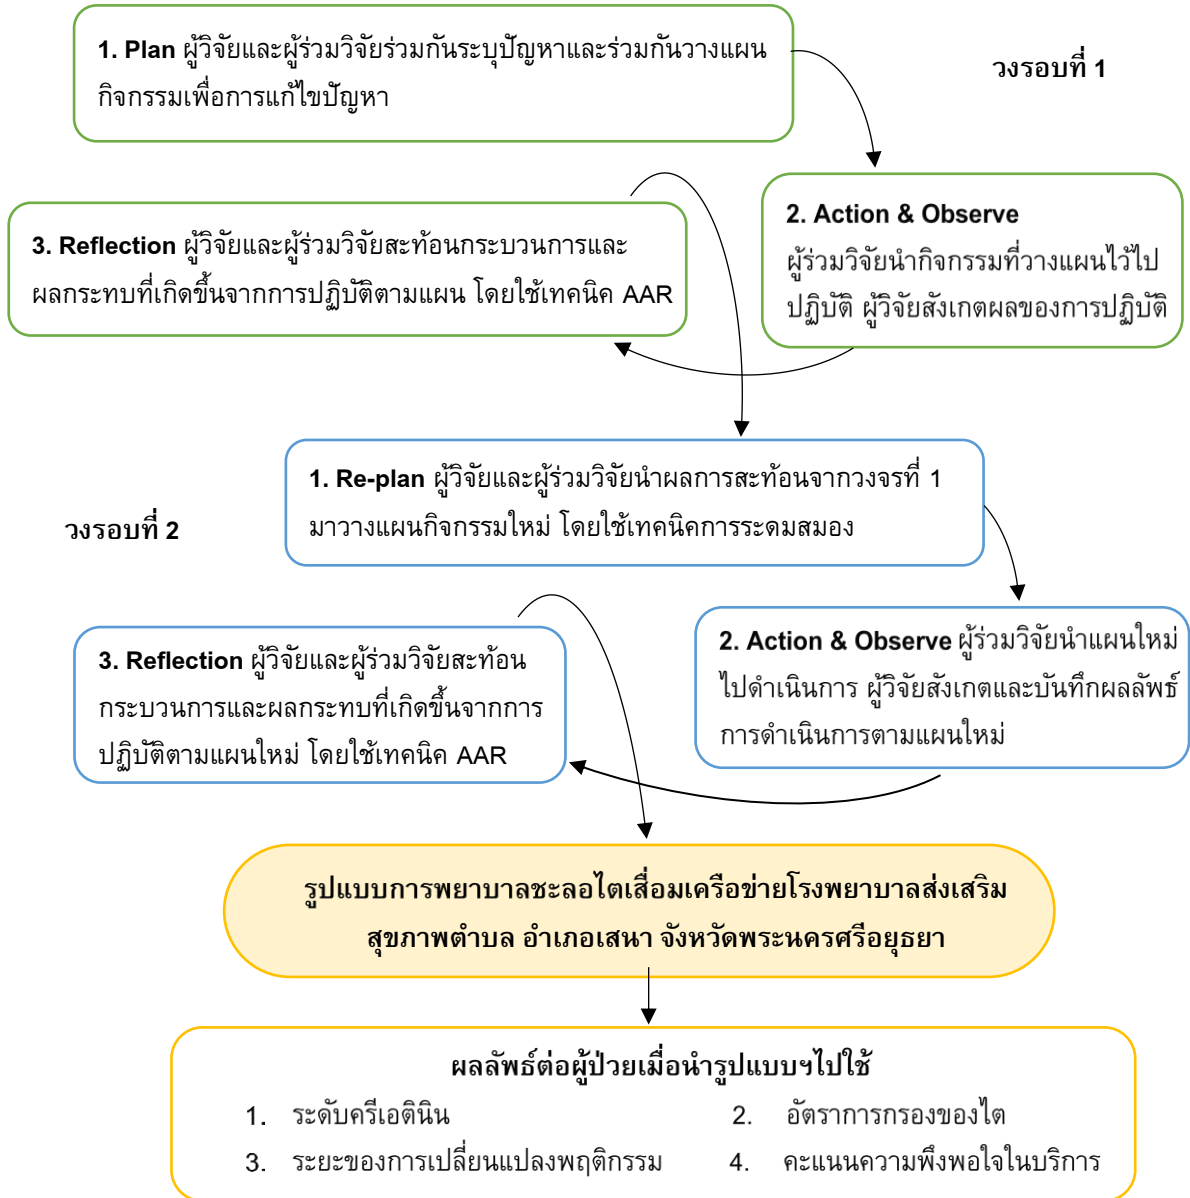 1. Plan ผู้วิจัยและผู้ร่วมวิจัยร่วมกันระบุปัญหาและร่วมกันวางแผน
กิจกรรมเพื่อการแก้ไขปัญหา
วงรอบที่ 1
2. Action & Observe
ผู้ร่วมวิจัยนำกิจกรรมที่วางแผนไว้ไป
ปฏิบัติ ผู้วิจัยสังเกตผลของการปฏิบัติ
3. Reflection ผู้วิจัยและผู้ร่วมวิจัยสะท้อนกระบวนการและ
ผลกระทบที่เกิดขึ้นจากการปฏิบัติตามแผน โดยใช้เทคนิค AAR
วงรอบที่ 2
1. Re-plan ผู้วิจัยและผู้ร่วมวิจัยนำผลการสะท้อนจากวงจรที่ 1
มาวางแผนกิจกรรมใหม่ โดยใช้เทคนิคการระดมสมอง
2. Action & Observe ผู้ร่วมวิจัยนำแผนใหม่
ไปดำเนินการ ผู้วิจัยสังเกตและบันทึกผลลัพธ์
การดำเนินการตามแผนใหม่
3. Reflection ผู้วิจัยและผู้ร่วมวิจัยสะท้อน
กระบวนการและผลกระทบที่เกิดขึ้นจากการ
ปฏิบัติตามแผนใหม่ โดยใช้เทคนิค AAR
รูปแบบการพยาบาลชะลอไตเสื่อมเครือข่ายโรงพยาบาลส่งเสริม
สุขภาพตำบล อำเภอเสนา จังหวัดพระนครศรีอยุธยา
ผลลัพธ์ต่อผู้ป่วยเมื่อนำรูปแบบฯไปใช้
1. ระดับครีเอตินิน
2. อัตราการกรองของไต
3. ระยะของการเปลี่ยนแปลงพฤติกรรม
4. คะแนนความพึงพอใจในบริการ